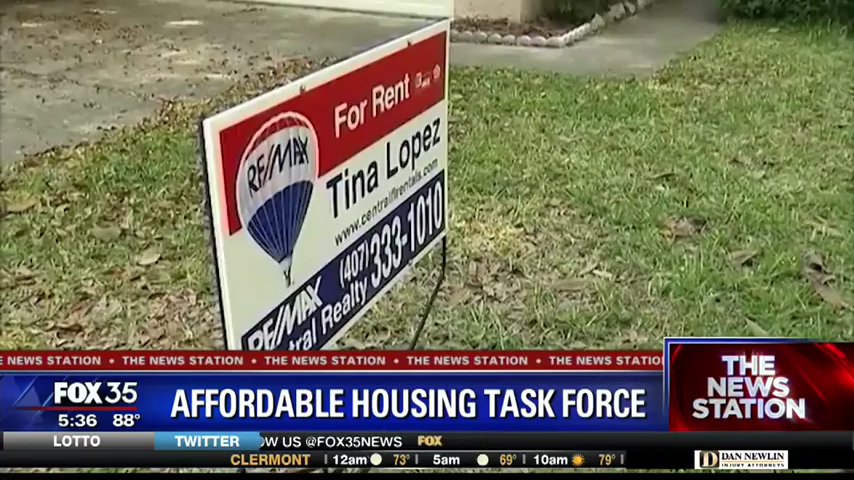 For Rent
RE/MAX
Tina Lopez
www.centralflrentals.com
(407) 333-1010
RE/MAX
tral Realty
E NEWS STATION • THE NEWS STATION • THE NEWS STATION • THE NEWS STATION • THE NEWS STATIO
THE NEWS STATION
FOX 35
5:36 88°
AFFORDABLE HOUSING TASK FORCE
LOTTO TWITTER OW US @FOX35NEWS FOX
CLERMONT 12am 73° 5am 69° 10am 79°
D DAN NEWLIN
INJURY ATTORNEYS